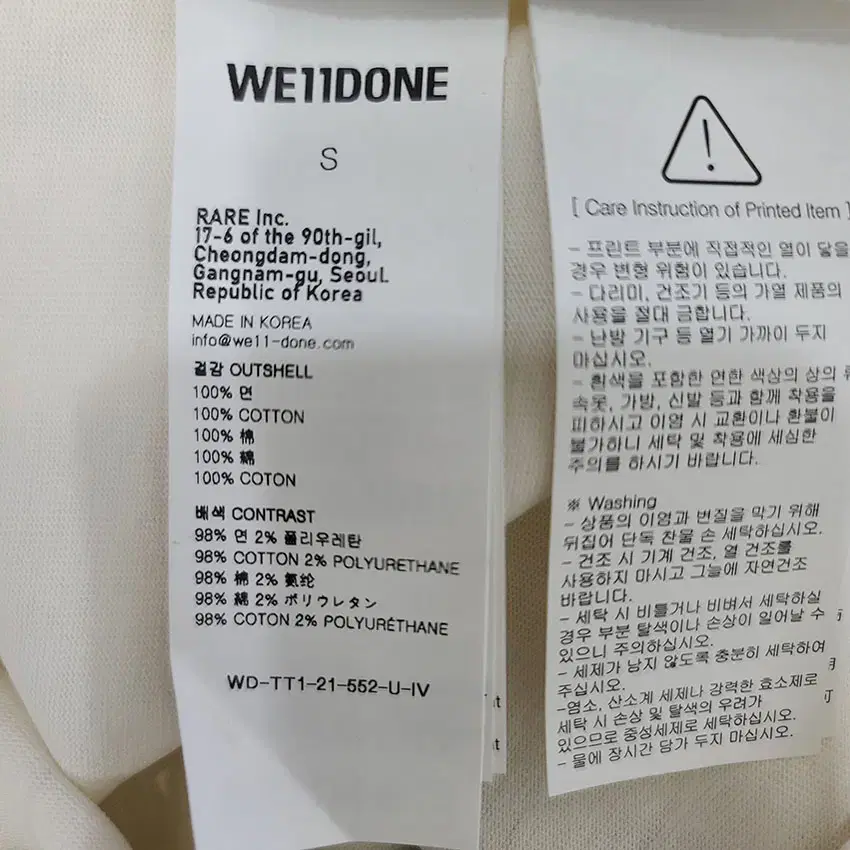 WE11DONE
S
RARE Inc.
17-6 of the 90th-gil,
Cheongdam-dong,
Gangnam-gu, Seoul.
Republic of Korea
MADE IN KOREA
info@we11-done.com
겉감 OUTSHELL
100% 면
100% COTTON
100% 棉
100% 綿
100% COTON
배색 CONTRAST
98% 면 2% 폴리우레탄
98% COTTON 2% POLYURETHANE
98% 棉 2% 氨纶
98% 綿 2% ポリウレタン
98% COTON 2% POLYURÉTHANE
WD-TT1-21-552-U-IV
[ Care Instruction of Printed Item ]
- 프린트 부분에 직접적인 열이 닿을
경우 변형 위험이 있습니다.
- 다리미, 건조기 등의 가열 제품의
사용을 절대 금합니다.
- 난방 기구 등 열기 가까이 두지
마십시오.
- 흰색을 포함한 연한 색상의 상의
속옷, 가방, 신발 등과 함께 착용을
피하시고 이염 시 교환이나 환불이
불가하니 세탁 및 착용에 세심한
주의를 하시기 바랍니다.
※ Washing
- 상품의 이염과 변질을 막기 위해
뒤집어 단독 찬물 손 세탁하십시오.
- 건조 시 기계 건조, 열 건조를
사용하지 마시고 그늘에 자연건조
바랍니다.
- 세탁 시 비틀거나 비벼서 세탁하실
경우 부분 탈색이나 손상이 일어날 수
있으니 주의하십시오.
- 세제가 남지 않도록 충분히 세탁하여
주십시오.
-염소, 산소계 세제나 강력한 효소제로
세탁 시 손상 및 탈색의 우려가
있으므로 중성세제로 세탁하십시오.
- 물에 장시간 담가 두지 마십시오.